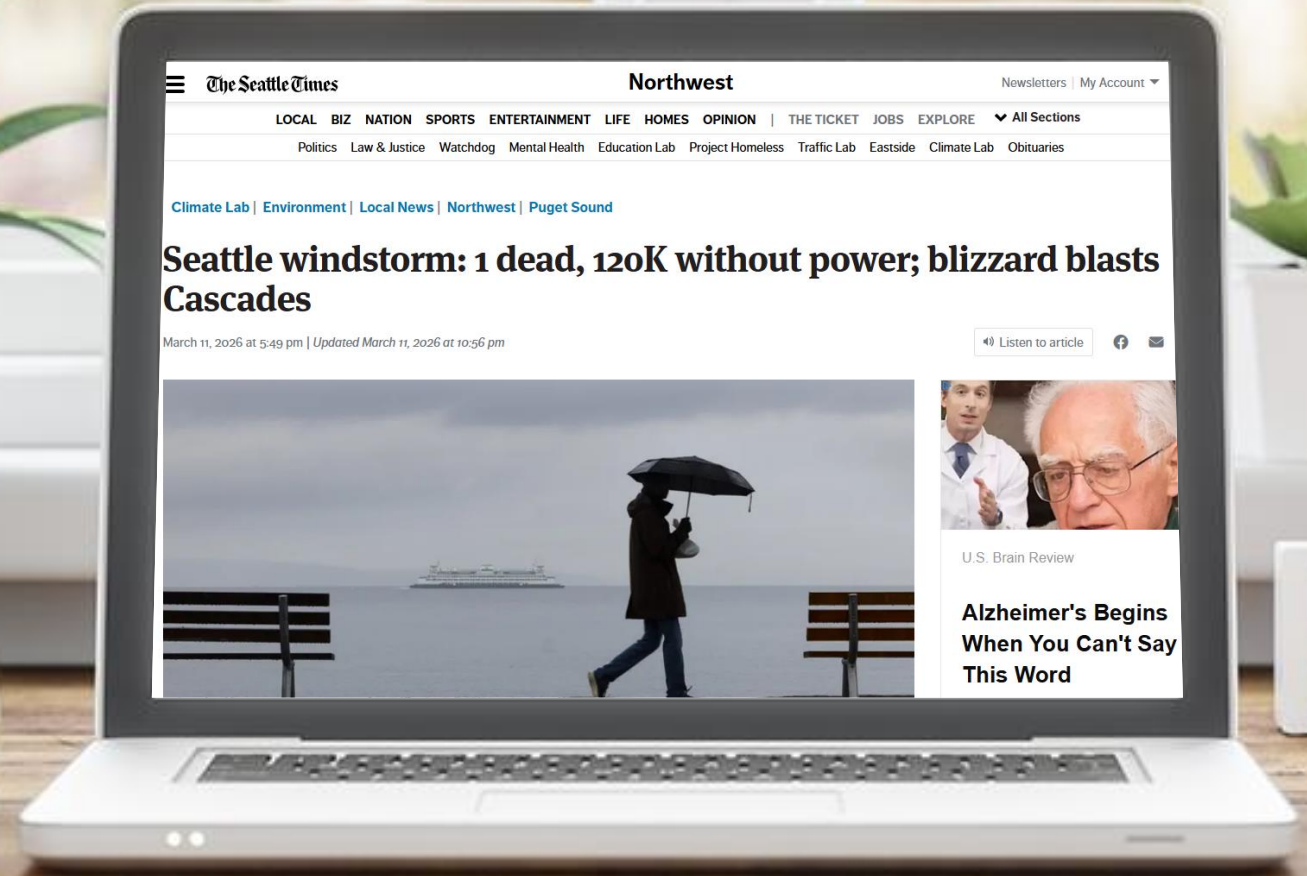 The Seattle Times
Northwest
Newsletters | My Account
LOCAL BIZ NATION SPORTS ENTERTAINMENT LIFE HOMES OPINION | THE TICKET JOBS EXPLORE All Sections
Politics Law & Justice Watchdog Mental Health Education Lab Project Homeless Traffic Lab Eastside Climate Lab Obituaries
Climate Lab | Environment | Local News | Northwest | Puget Sound
Seattle windstorm: 1 dead, 120K without power; blizzard blasts
Cascades
March 11, 2026 at 5:49 pm | Updated March 11, 2026 at 10:56 pm
Listen to article
U.S. Brain Review
Alzheimer's Begins
When You Can't Say
This Word